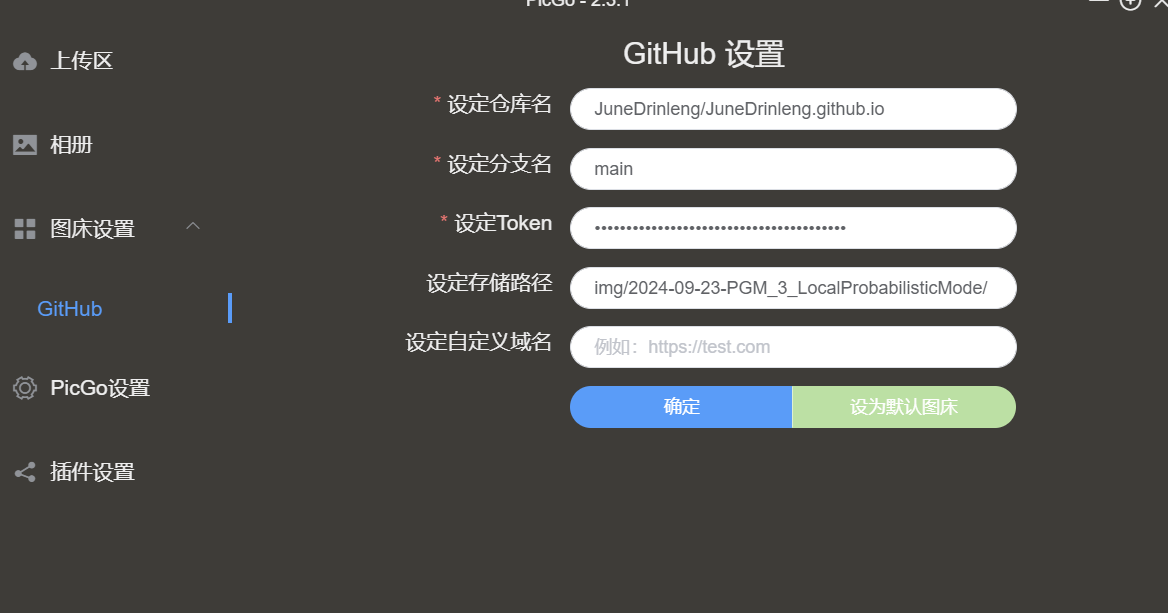 PicGo - 2.3.1
上传区
相册
图床设置
GitHub
PicGo设置
插件设置
GitHub 设置
* 设定仓库名 JuneDrinleng/JuneDrinleng.github.io
* 设定分支名 main
* 设定Token ••••••••••••••••••••••••••••••••••••••••
设定存储路径 img/2024-09-23-PGM_3_LocalProbabilisticMode/
设定自定义域名 例如：https://test.com
确定 设为默认图床